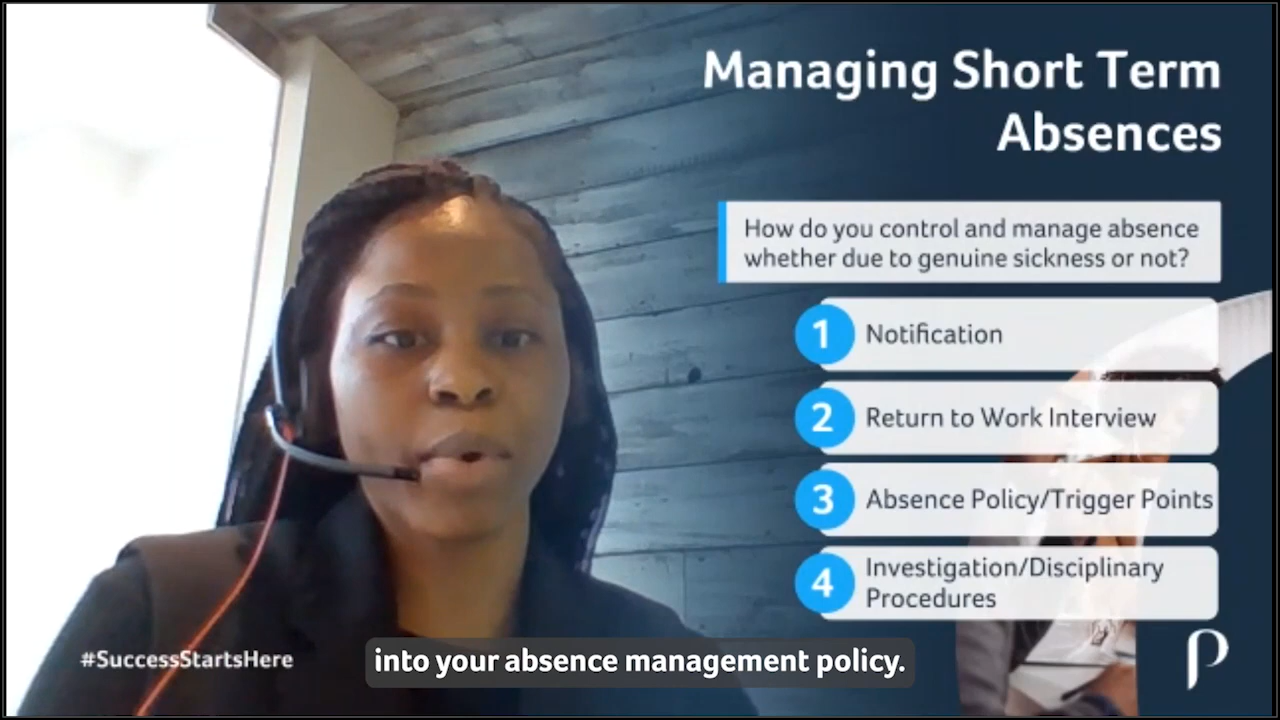 Managing Short Term
Absences
How do you control and manage absence
whether due to genuine sickness or not?
1 Notification
2 Return to Work Interview
3 Absence Policy/Trigger Points
4 Investigation/Disciplinary
Procedures
#SuccessStartsHere
into your absence management policy.
P